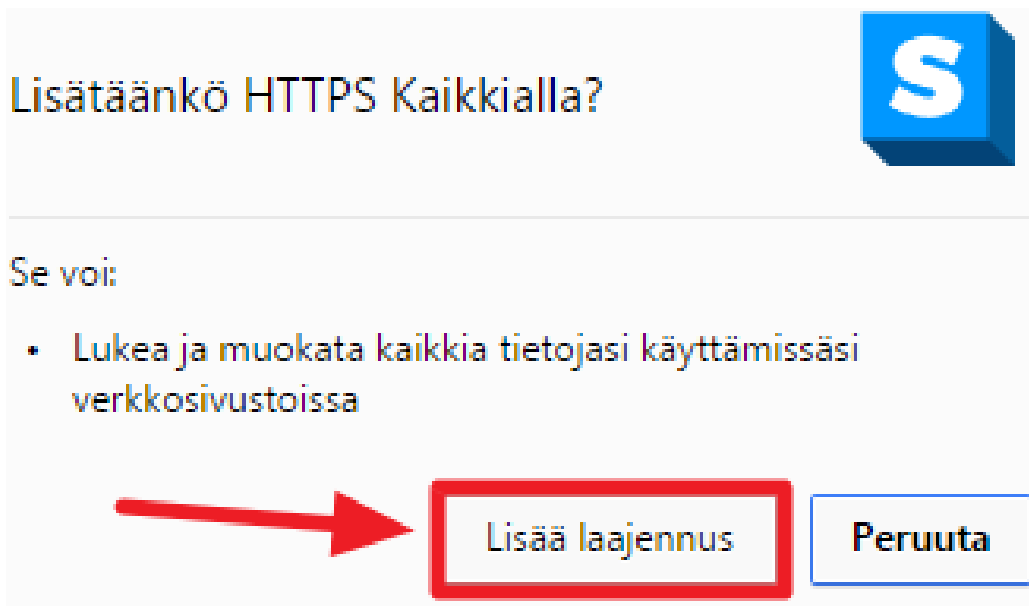 Lisätäänkö HTTPS Kaikkialla?
S
Se voi:
• Lukea ja muokata kaikkia tietojasi käyttämissäsi
verkkosivustoissa
Lisää laajennus
Peruuta